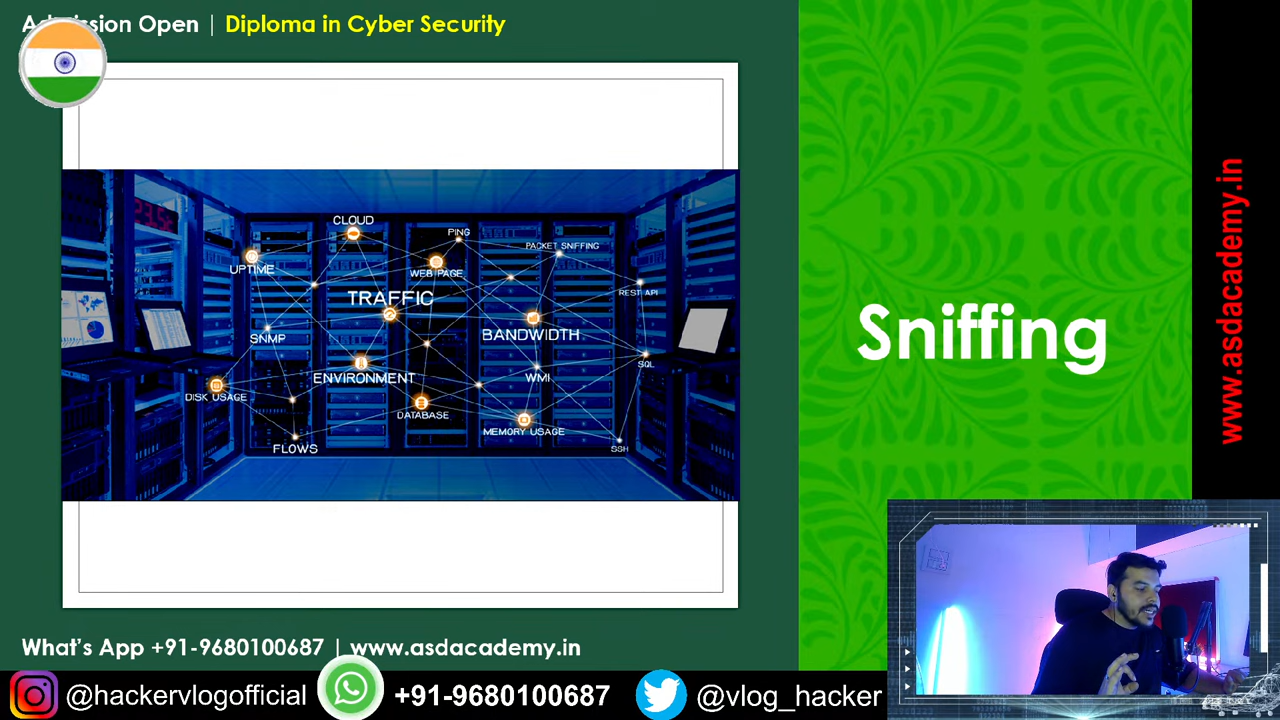 Admission Open | Diploma in Cyber Security
CLOUD
PING
PACKET SNIFFING
UPTIME
WEB PAGE
TRAFFIC
REST API
SNMP
BANDWIDTH
SQL
ENVIRONMENT
WMI
DISK USAGE
DATABASE
MEMORY USAGE
FLOWS
SSH
Sniffing
www.asdacademy.in
What's App +91-9680100687 | www.asdacademy.in
@hackervlogofficial
+91-9680100687
@vlog_hacker